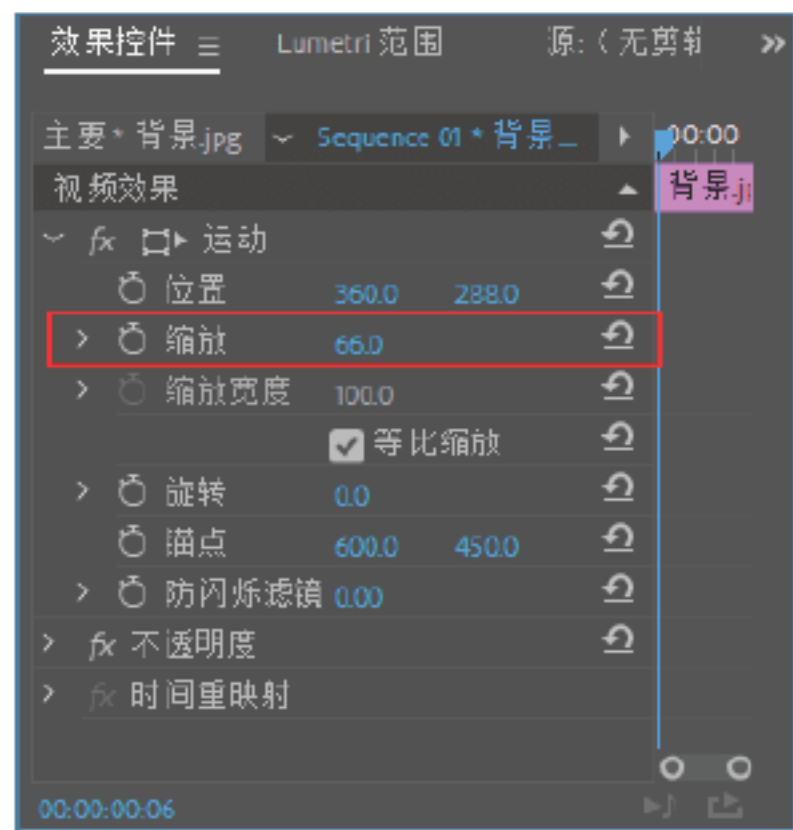 效果控件 Lumetri 范围 源:（无剪辑
主要* 背景.jpg Sequence 01 * 背景... 00:00
视频效果 背景.j
fx 运动
位置 360.0 288.0
缩放 66.0
缩放宽度 100.0
等比缩放
旋转 0.0
锚点 600.0 450.0
防闪烁滤镜 0.00
fx 不透明度
fx 时间重映射
00:00:00:06